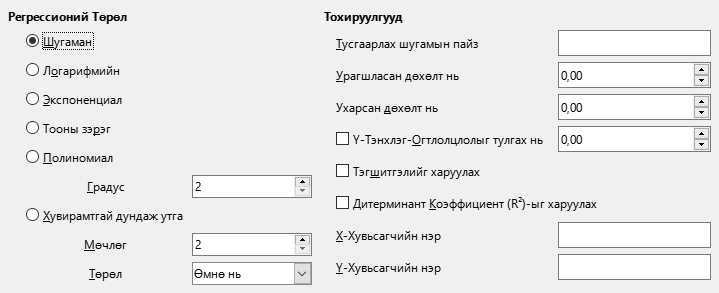 Регрессионий Төрөл
Шугаман
Логарифмийн
Экспоненциал
Тооны зэрэг
Полиномиал
Градус 2
Хувирамтгай дундаж утга
Мөчлөг 2
Төрөл Өмнө нь
Тохируулгууд
Тусгаарлах шугамын пайз
Урагшласан дөхөлт нь 0,00
Ухарсан дөхөлт нь 0,00
Y-Тэнхлэг-Огтлолцлолыг тулгах нь 0,00
Тэгшитгэлийг харуулах
Дитерминант Коэффициент (R²)-ыг харуулах
X-Хувьсагчийн нэр
Y-Хувьсагчийн нэр